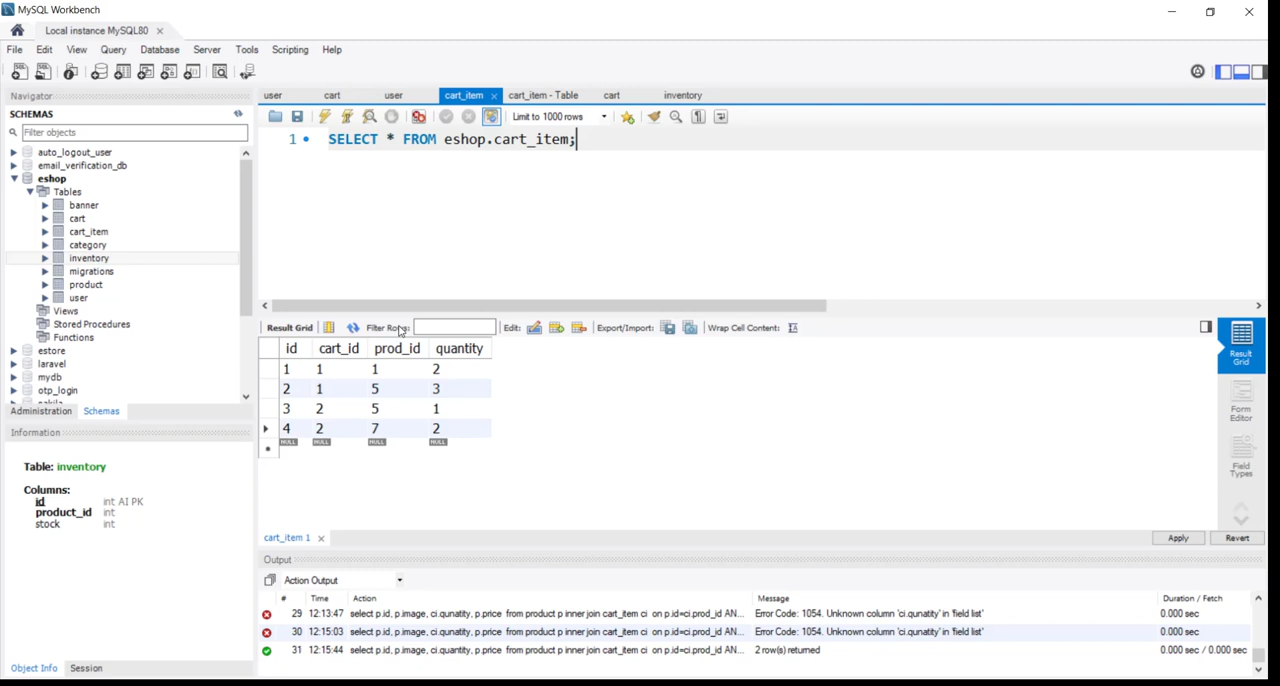 MySQL Workbench
Local instance MySQL80
File Edit View Query Database Server Tools Scripting Help
Navigator
SCHEMAS
Filter objects
auto_logout_user
email_verification_db
eshop
Tables
banner
cart
cart_item
category
inventory
migrations
product
user
Views
Stored Procedures
Functions
estore
laravel
mydb
otp_login
Administration Schemas
Information
Table: inventory
Columns:
id int AI PK
product_id int
stock int
Object Info Session
user cart user cart_item cart_item - Table cart inventory
Limit to 1000 rows
1 SELECT * FROM eshop.cart_item;
Result Grid Filter Rows: Edit: Export/Import: Wrap Cell Content:
id cart_id prod_id quantity
1 1 1 2
2 1 5 3
3 2 5 1
4 2 7 2
NULL NULL NULL NULL
Result
Grid
Form
Editor
Field
Types
cart_item 1
Apply Revert
Output
Action Output
# Time Action Message Duration / Fetch
29 12:13:47 select p.id, p.image, ci.qunatity, p.price from product p inner join cart_item ci on p.id=ci.prod_id AN... Error Code: 1054. Unknown column 'ci.qunatity' in 'field list' 0.000 sec
30 12:15:03 select p.id, p.image, ci.qunatity, p.price from product p inner join cart_item ci on p.id=ci.prod_id AN... Error Code: 1054. Unknown column 'ci.qunatity' in 'field list' 0.000 sec
31 12:15:44 select p.id, p.image, ci.quantity, p.price from product p inner join cart_item ci on p.id=ci.prod_id AN... 2 row(s) returned 0.000 sec / 0.000 sec